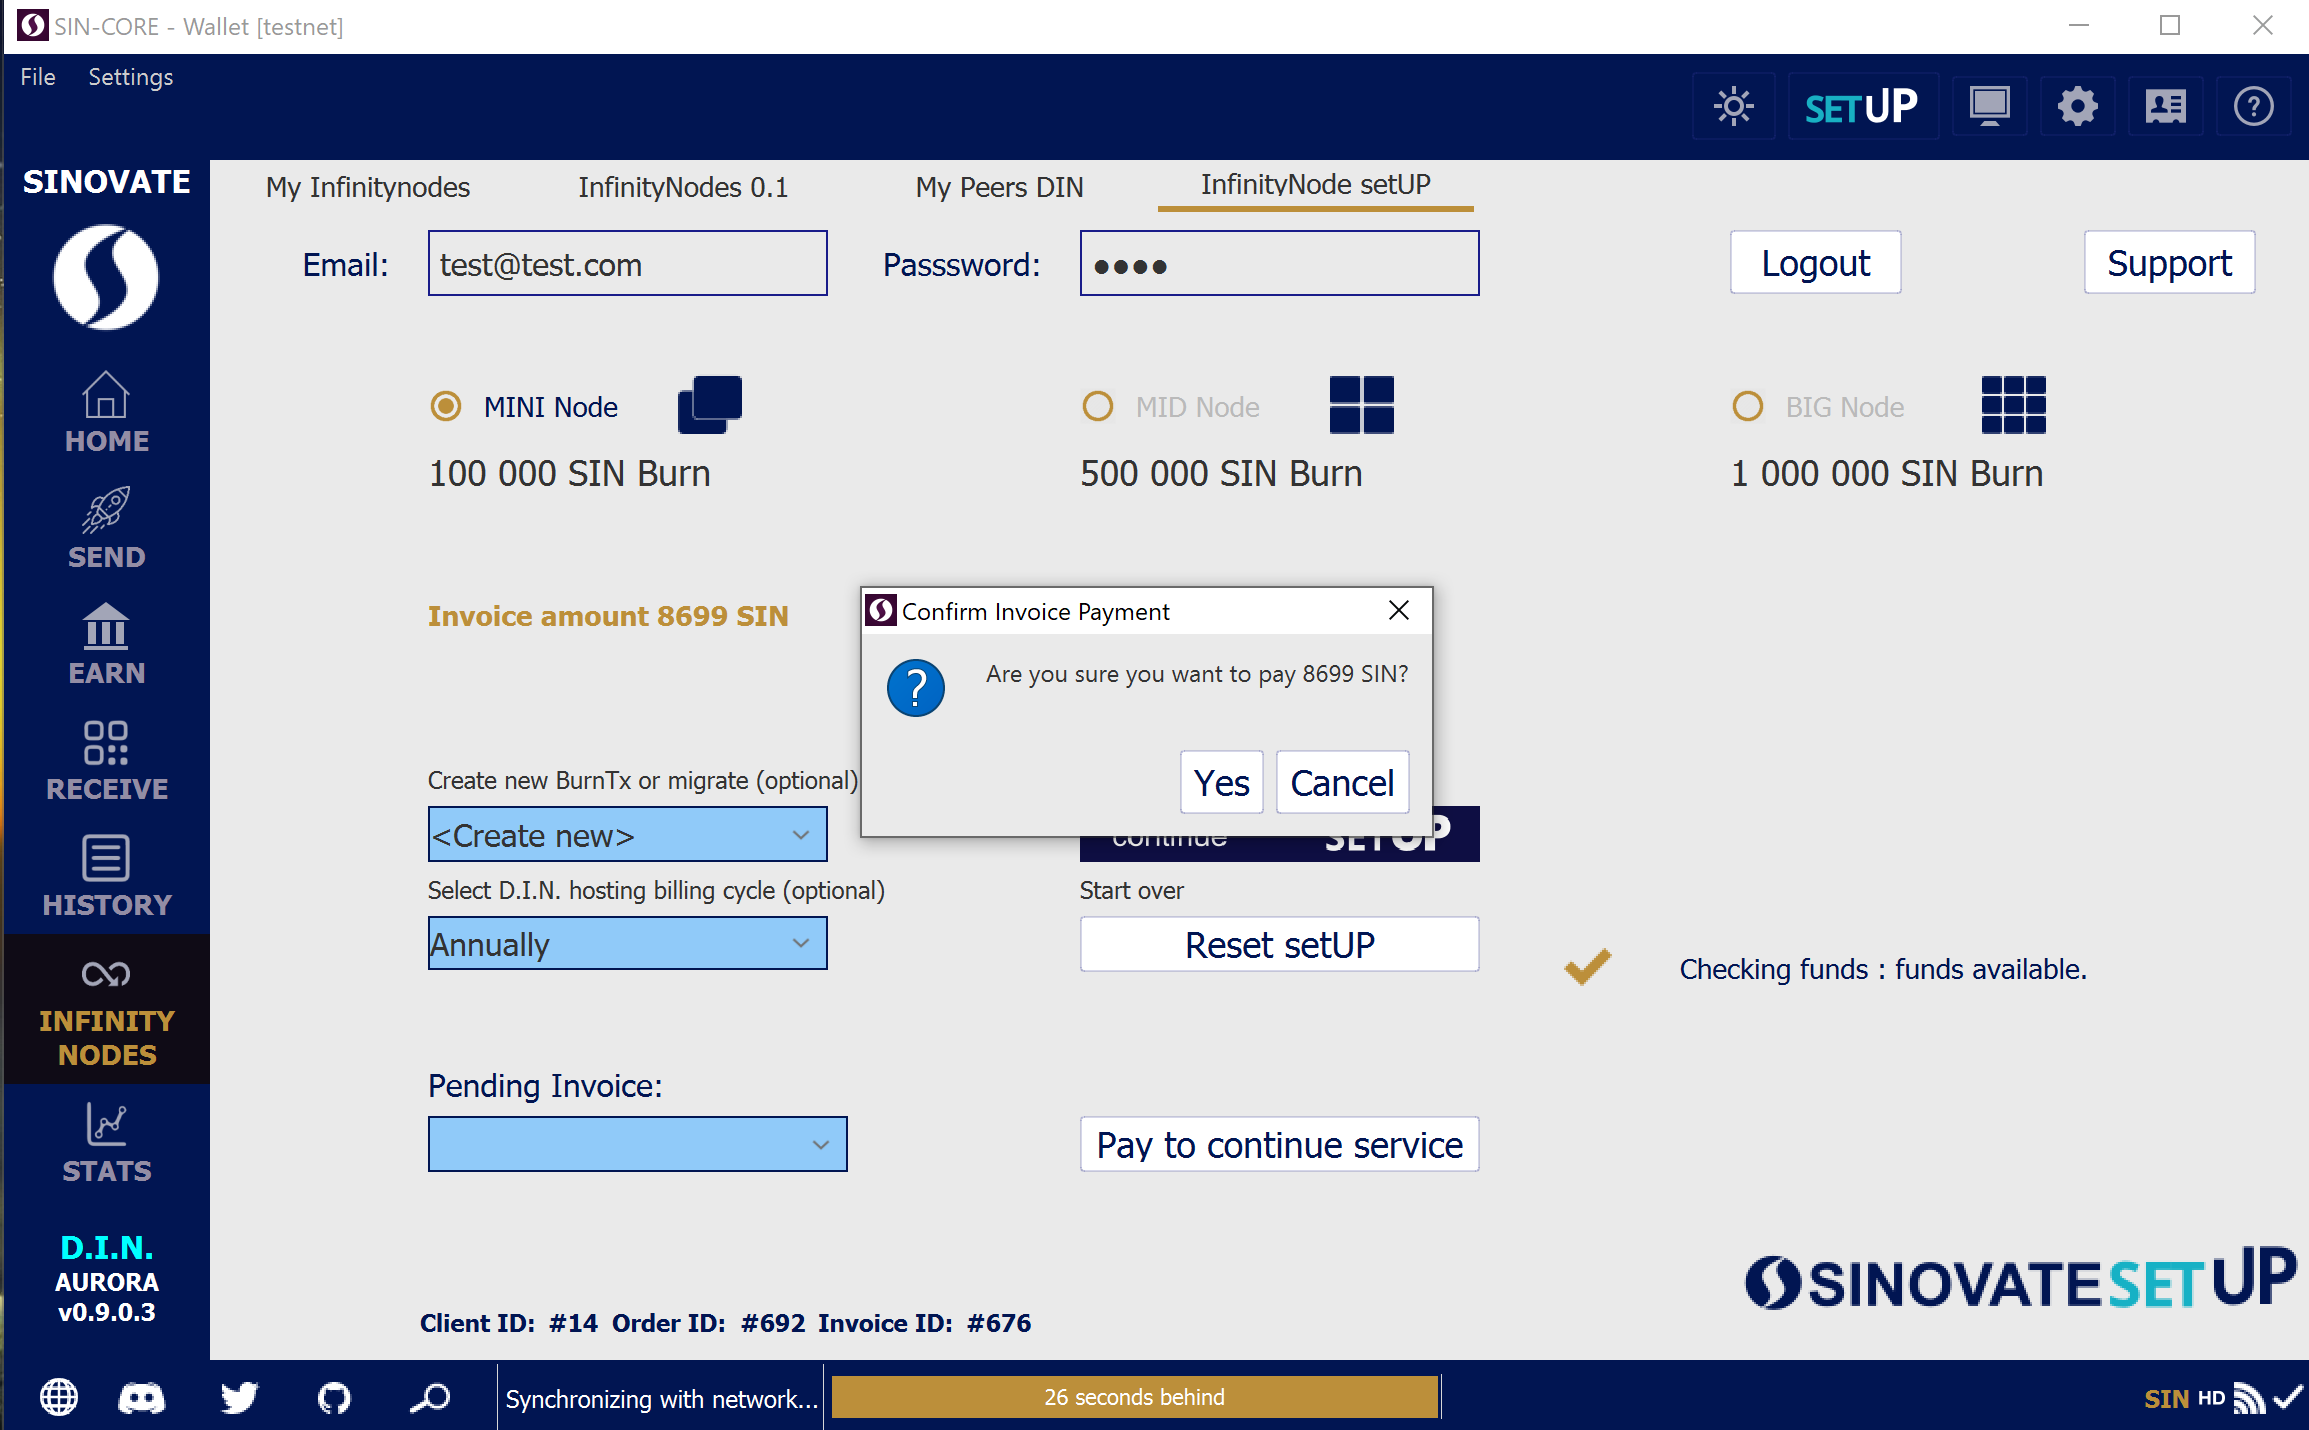 SIN-CORE - Wallet [testnet]
File Settings
SETUP
SINOVATE
My Infinitynodes InfinityNodes 0.1 My Peers DIN InfinityNode setUP
Email: test@test.com Passsword: ●●●● Logout Support
MINI Node MID Node BIG Node
100 000 SIN Burn 500 000 SIN Burn 1 000 000 SIN Burn
HOME
SEND
EARN
RECEIVE
HISTORY
INFINITY
NODES
STATS
D.I.N.
AURORA
v0.9.0.3
Invoice amount 8699 SIN
Confirm Invoice Payment
Are you sure you want to pay 8699 SIN?
Yes Cancel
Create new BurnTx or migrate (optional)
<Create new> continue SETUP
Select D.I.N. hosting billing cycle (optional) Start over
Annually Reset setUP
Checking funds : funds available.
Pending Invoice:
Pay to continue service
SINOVATE SETUP
Client ID: #14 Order ID: #692 Invoice ID: #676
Synchronizing with network... 26 seconds behind SIN HD